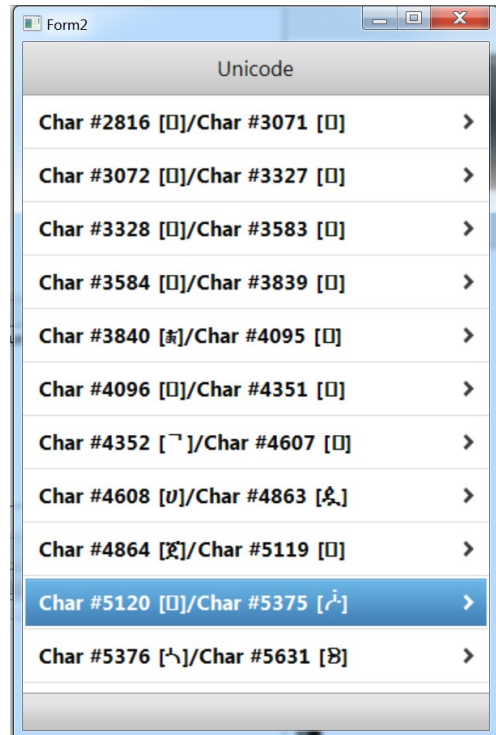 Form2
Unicode
Char #2816 [▯]/Char #3071 [▯]
Char #3072 [▯]/Char #3327 [▯]
Char #3328 [▯]/Char #3583 [▯]
Char #3584 [▯]/Char #3839 [▯]
Char #3840 [ༀ]/Char #4095 [▯]
Char #4096 [▯]/Char #4351 [▯]
Char #4352 [ᄀ]/Char #4607 [▯]
Char #4608 [ሀ]/Char #4863 [ዿ]
Char #4864 [ጀ]/Char #5119 [▯]
Char #5120 [▯]/Char #5375 [ᓿ]
Char #5376 [ᔀ]/Char #5631 [ᗿ]